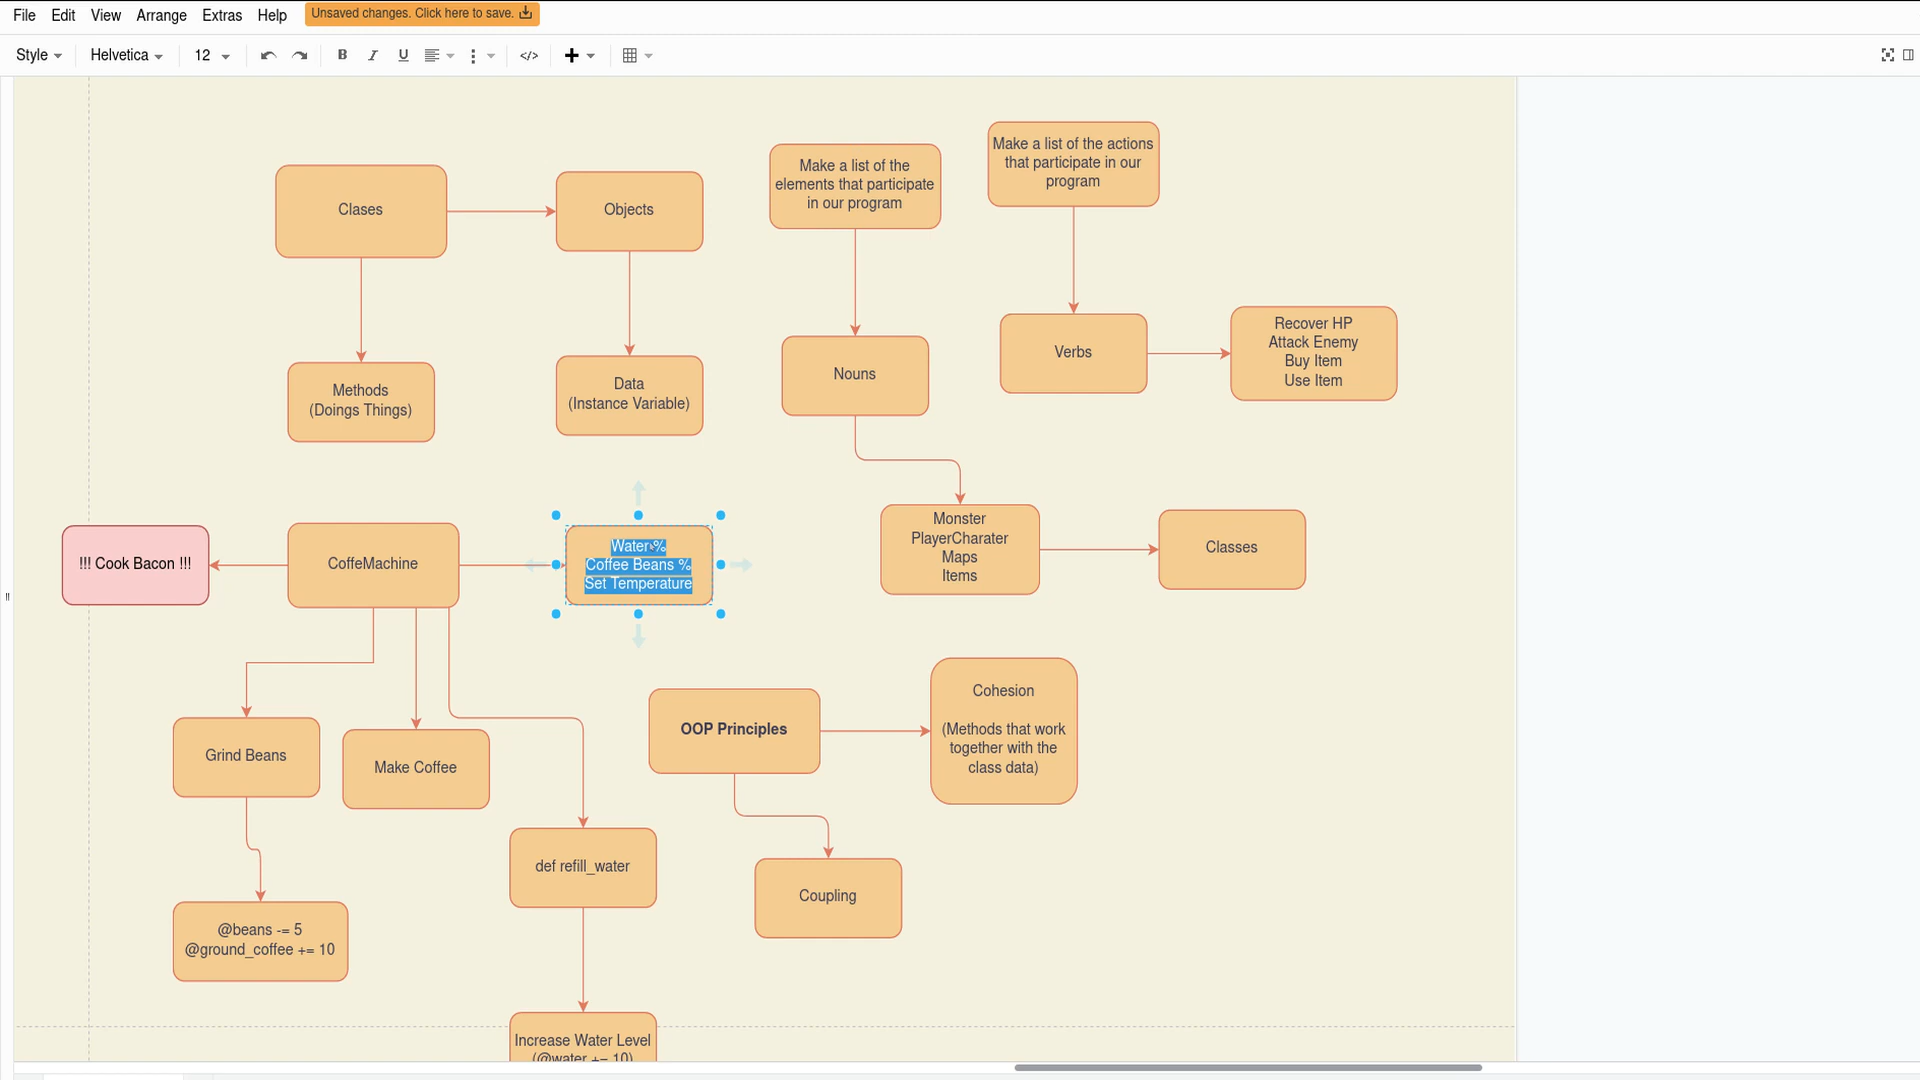 File Edit View Arrange Extras Help Unsaved changes. Click here to save.
Style Helvetica 12 B I U </>
Clases
Objects
Make a list of the
elements that participate
in our program
Make a list of the actions
that participate in our
program
Methods
(Doings Things)
Data
(Instance Variable)
Nouns
Verbs
Recover HP
Attack Enemy
Buy Item
Use Item
!!! Cook Bacon !!!
CoffeMachine
Water %
Coffee Beans %
Set Temperature
Monster
PlayerCharater
Maps
Items
Classes
Grind Beans
Make Coffee
OOP Principles
Cohesion
(Methods that work
together with the
class data)
def refill_water
Coupling
@beans -= 5
@ground_coffee += 10
Increase Water Level
(@water += 10)